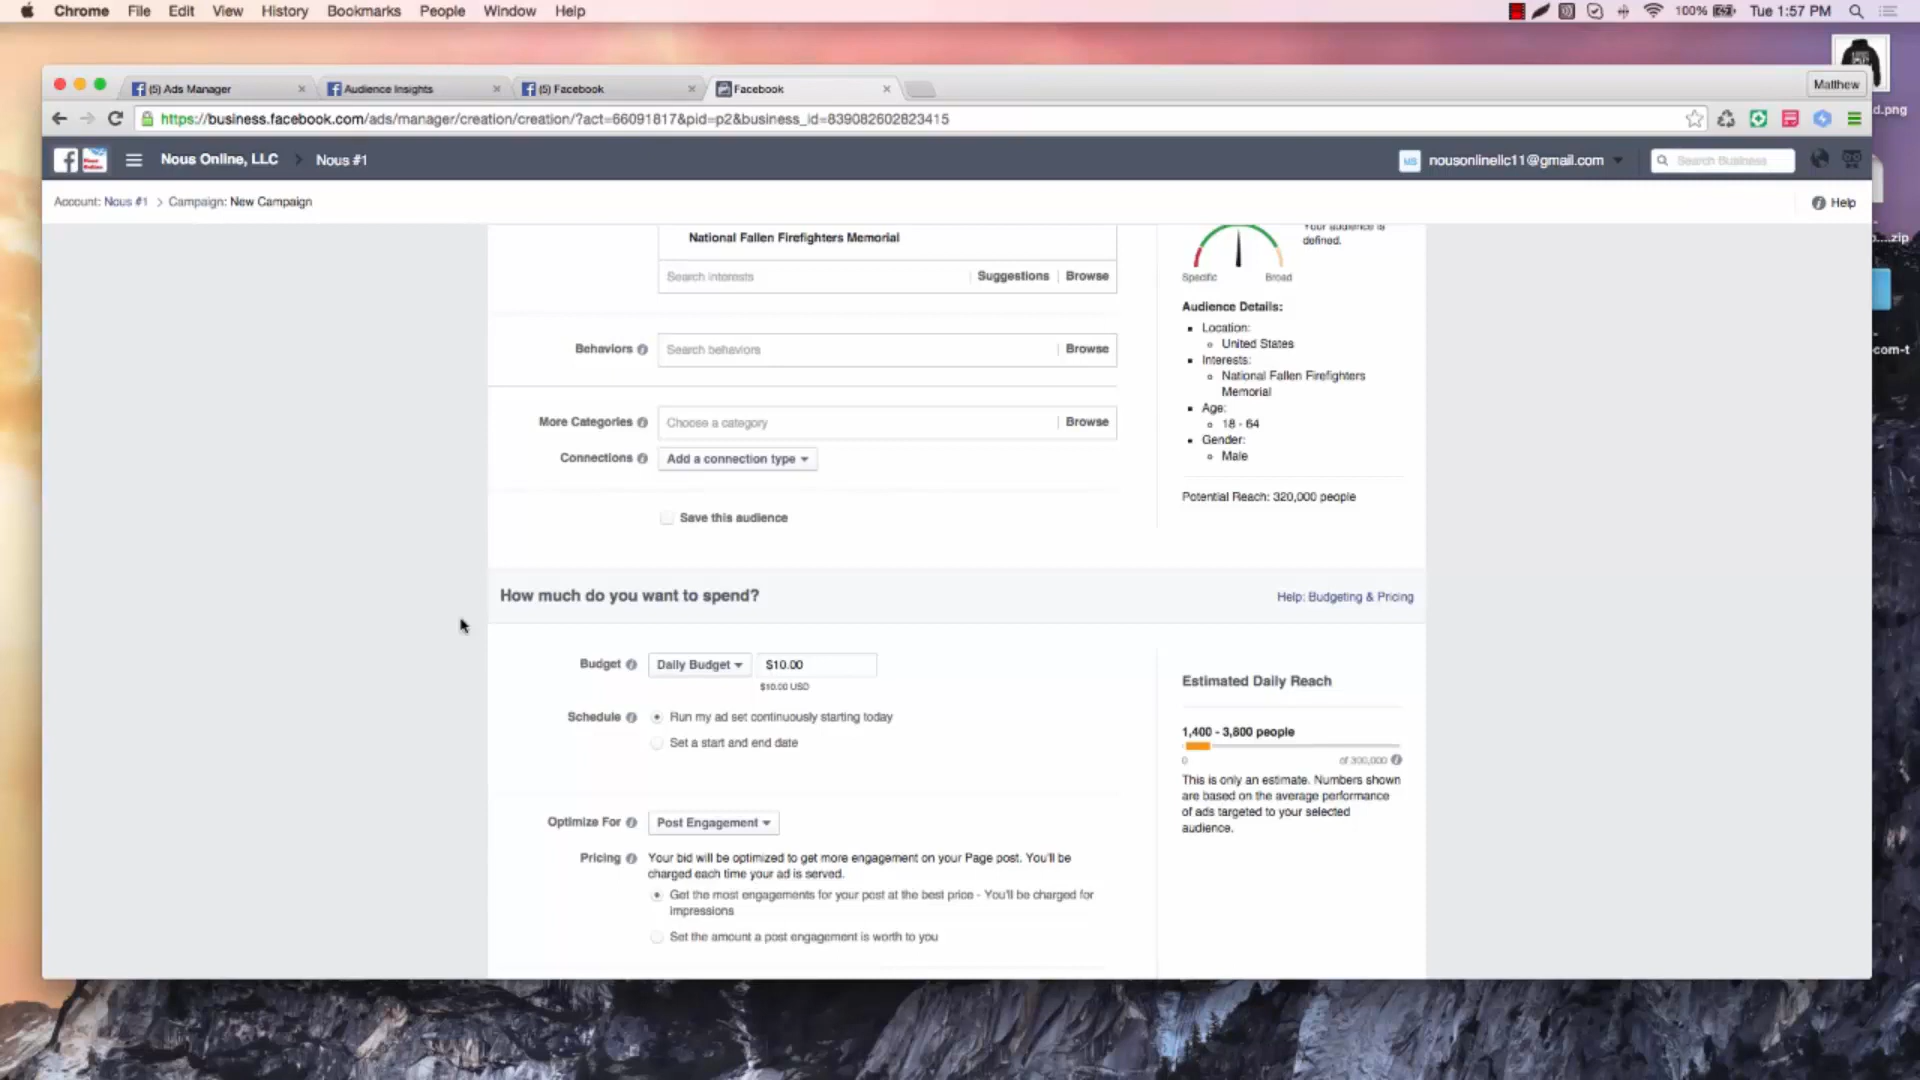 Chrome File Edit View History Bookmarks People Window Help 100% Tue 1:57 PM
(5) Ads Manager Audience Insights (5) Facebook Facebook Matthew
d.png
https://business.facebook.com/ads/manager/creation/creation/?act=66091817&pid=p2&business_id=839082602823415
Nous Online, LLC Nous #1 nousonlinellc11@gmail.com Search Business
Account: Nous #1 > Campaign: New Campaign Help
National Fallen Firefighters Memorial
Your audience is
defined.
....zip
Search interests Suggestions Browse
Specific Broad
Audience Details:
Location:
United States
Interests:
National Fallen Firefighters
Memorial
Age:
18 - 64
Gender:
Male
Potential Reach: 320,000 people
-com-t
Behaviors Search behaviors Browse
More Categories Choose a category Browse
Connections Add a connection type
Save this audience
How much do you want to spend? Help: Budgeting & Pricing
Budget Daily Budget $10.00
$10.00 USD
Schedule Run my ad set continuously starting today
Set a start and end date
Estimated Daily Reach
1,400 - 3,800 people
0 of 300,000
This is only an estimate. Numbers shown
are based on the average performance
of ads targeted to your selected
audience.
Optimize For Post Engagement
Pricing Your bid will be optimized to get more engagement on your Page post. You'll be
charged each time your ad is served.
Get the most engagements for your post at the best price - You'll be charged for
impressions
Set the amount a post engagement is worth to you